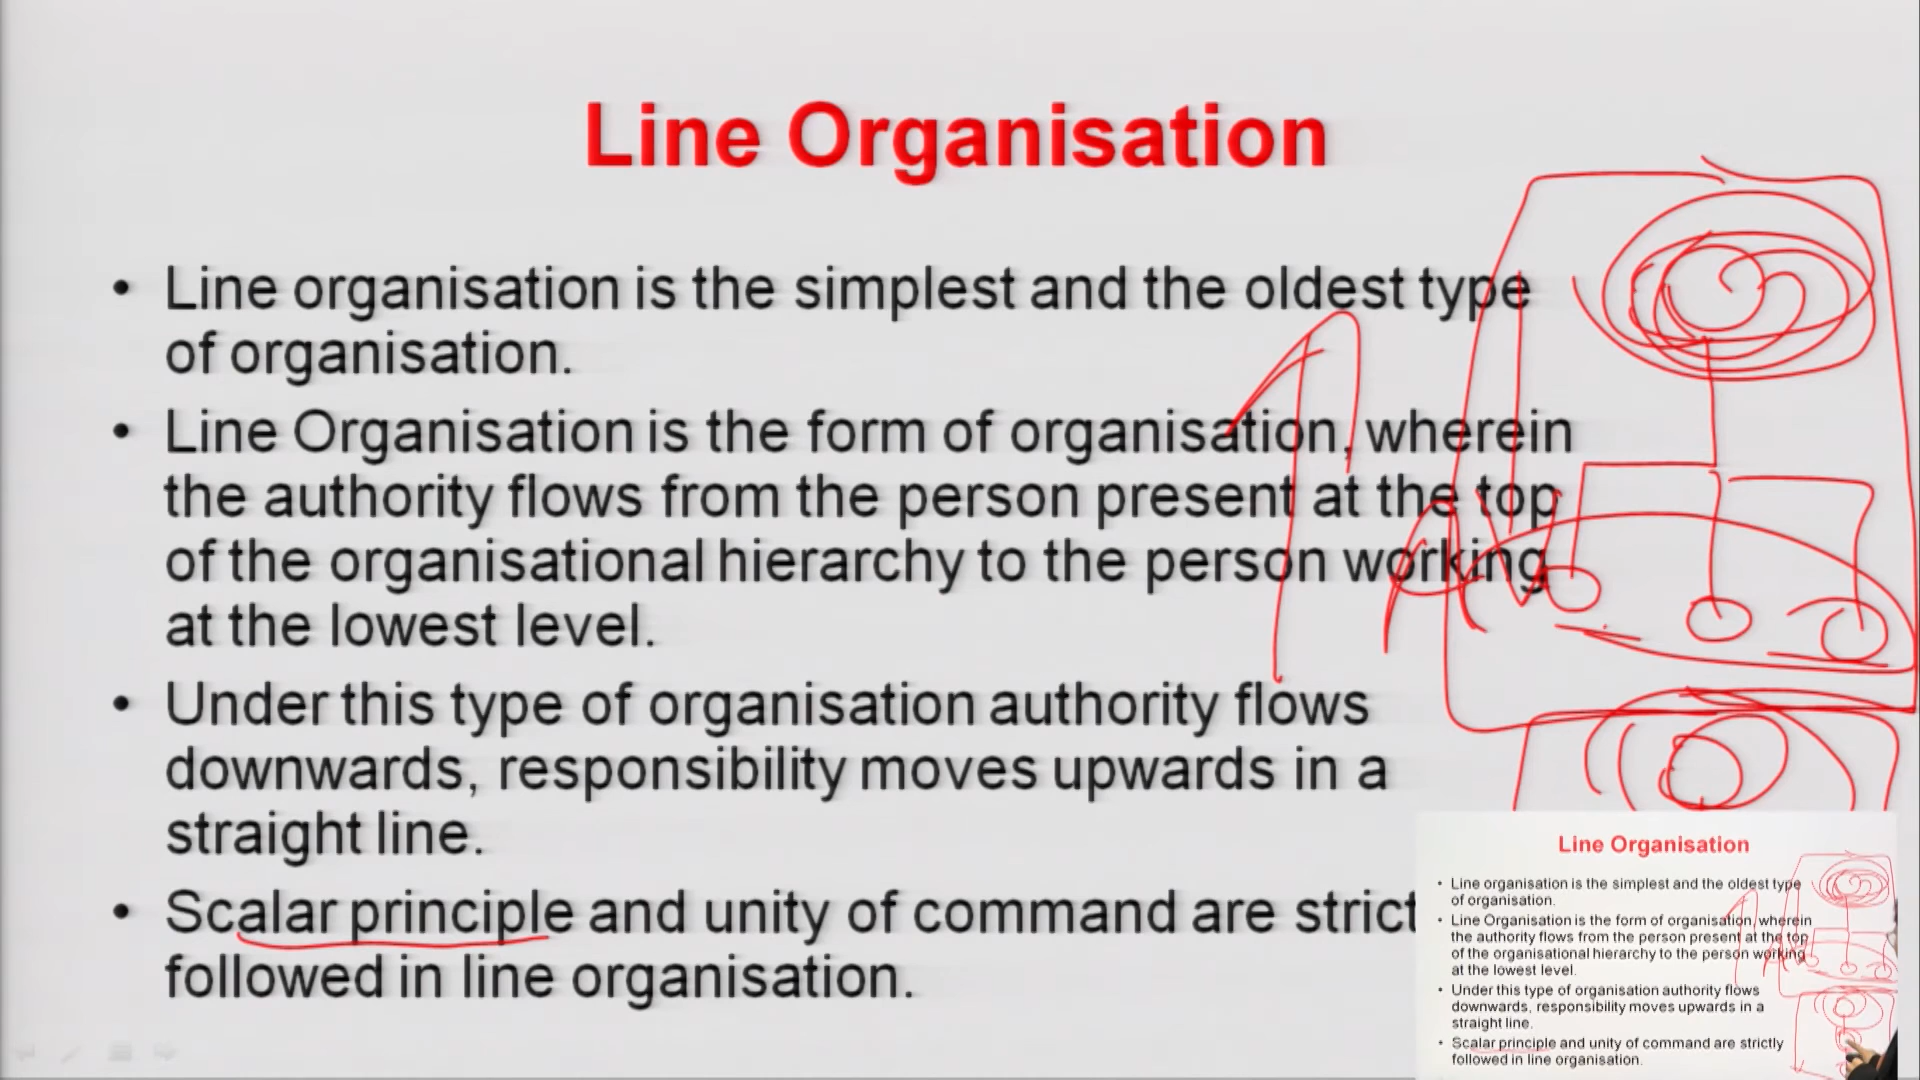 Line Organisation
• Line organisation is the simplest and the oldest type
of organisation.
• Line Organisation is the form of organisation, wherein
the authority flows from the person present at the top
of the organisational hierarchy to the person working
at the lowest level.
• Under this type of organisation authority flows
downwards, responsibility moves upwards in a
straight line.
• Scalar principle and unity of command are strict
followed in line organisation.
Line Organisation
• Line organisation is the simplest and the oldest type
of organisation.
• Line Organisation is the form of organisation, wherein
the authority flows from the person present at the top
of the organisational hierarchy to the person working
at the lowest level.
• Under this type of organisation authority flows
downwards, responsibility moves upwards in a
straight line.
• Scalar principle and unity of command are strictly
followed in line organisation.